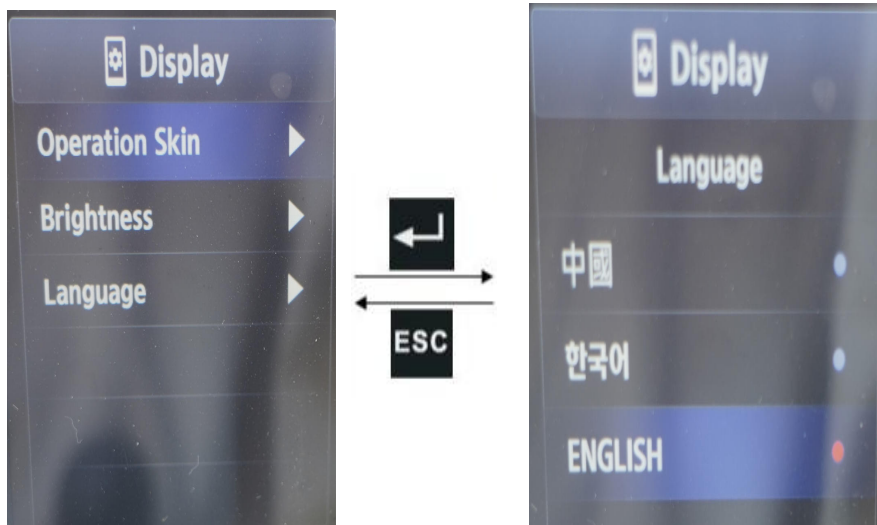 Display
Operation Skin
Brightness
Language
ESC
Display
Language
中國
한국어
ENGLISH